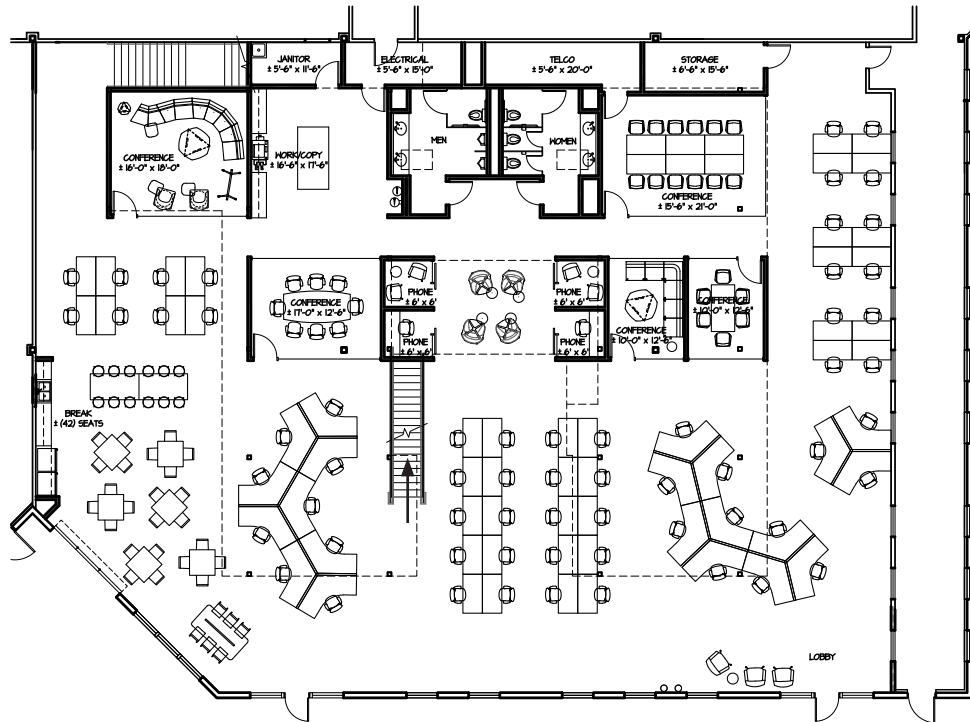 JANITOR
± 5'-6" x 11'-6"
ELECTRICAL
± 5'-6" x 15'-0"
TELCO
± 5'-6" x 20'-0"
STORAGE
± 6'-6" x 15'-6"
MEN
WOMEN
CONFERENCE
± 16'-0" x 18'-0"
WORK/COPY
± 16'-6" x 17'-6"
CONFERENCE
± 15'-6" x 21'-0"
PHONE
± 6' x 6'
PHONE
± 6' x 6'
CONFERENCE
± 17'-0" x 12'-6"
CONFERENCE
± 10'-0" x 12'-6"
CONFERENCE
± 10'-0" x 12'-6"
PHONE
± 6' x 6'
PHONE
± 6' x 6'
BREAK
± (42) SEATS
LOBBY